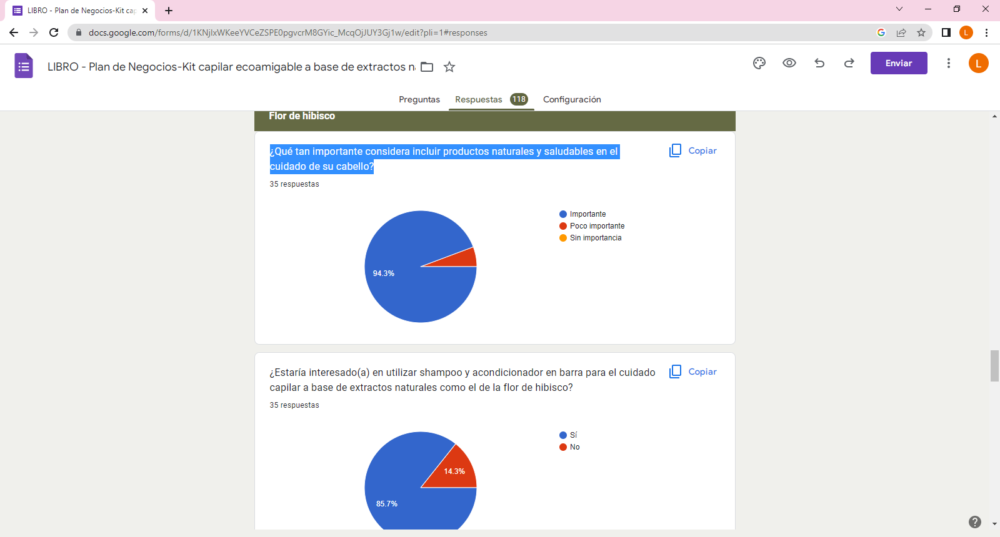 LIBRO - Plan de Negocios-Kit cap
docs.google.com/forms/d/1KNjlxWKeeYVCeZSPE0pgvcrM8GYic_McqOjJUY3Gj1w/edit?pli=1#responses
L
LIBRO - Plan de Negocios-Kit capilar ecoamigable a base de extractos n
Enviar
L
Preguntas
Respuestas 118
Configuración
Flor de hibisco
¿Qué tan importante considera incluir productos naturales y saludables en el
cuidado de su cabello?
Copiar
35 respuestas
Importante
Poco importante
Sin importancia
94.3%
¿Estaría interesado(a) en utilizar shampoo y acondicionador en barra para el cuidado
capilar a base de extractos naturales como el de la flor de hibisco?
Copiar
35 respuestas
Sí
No
14.3%
85.7%